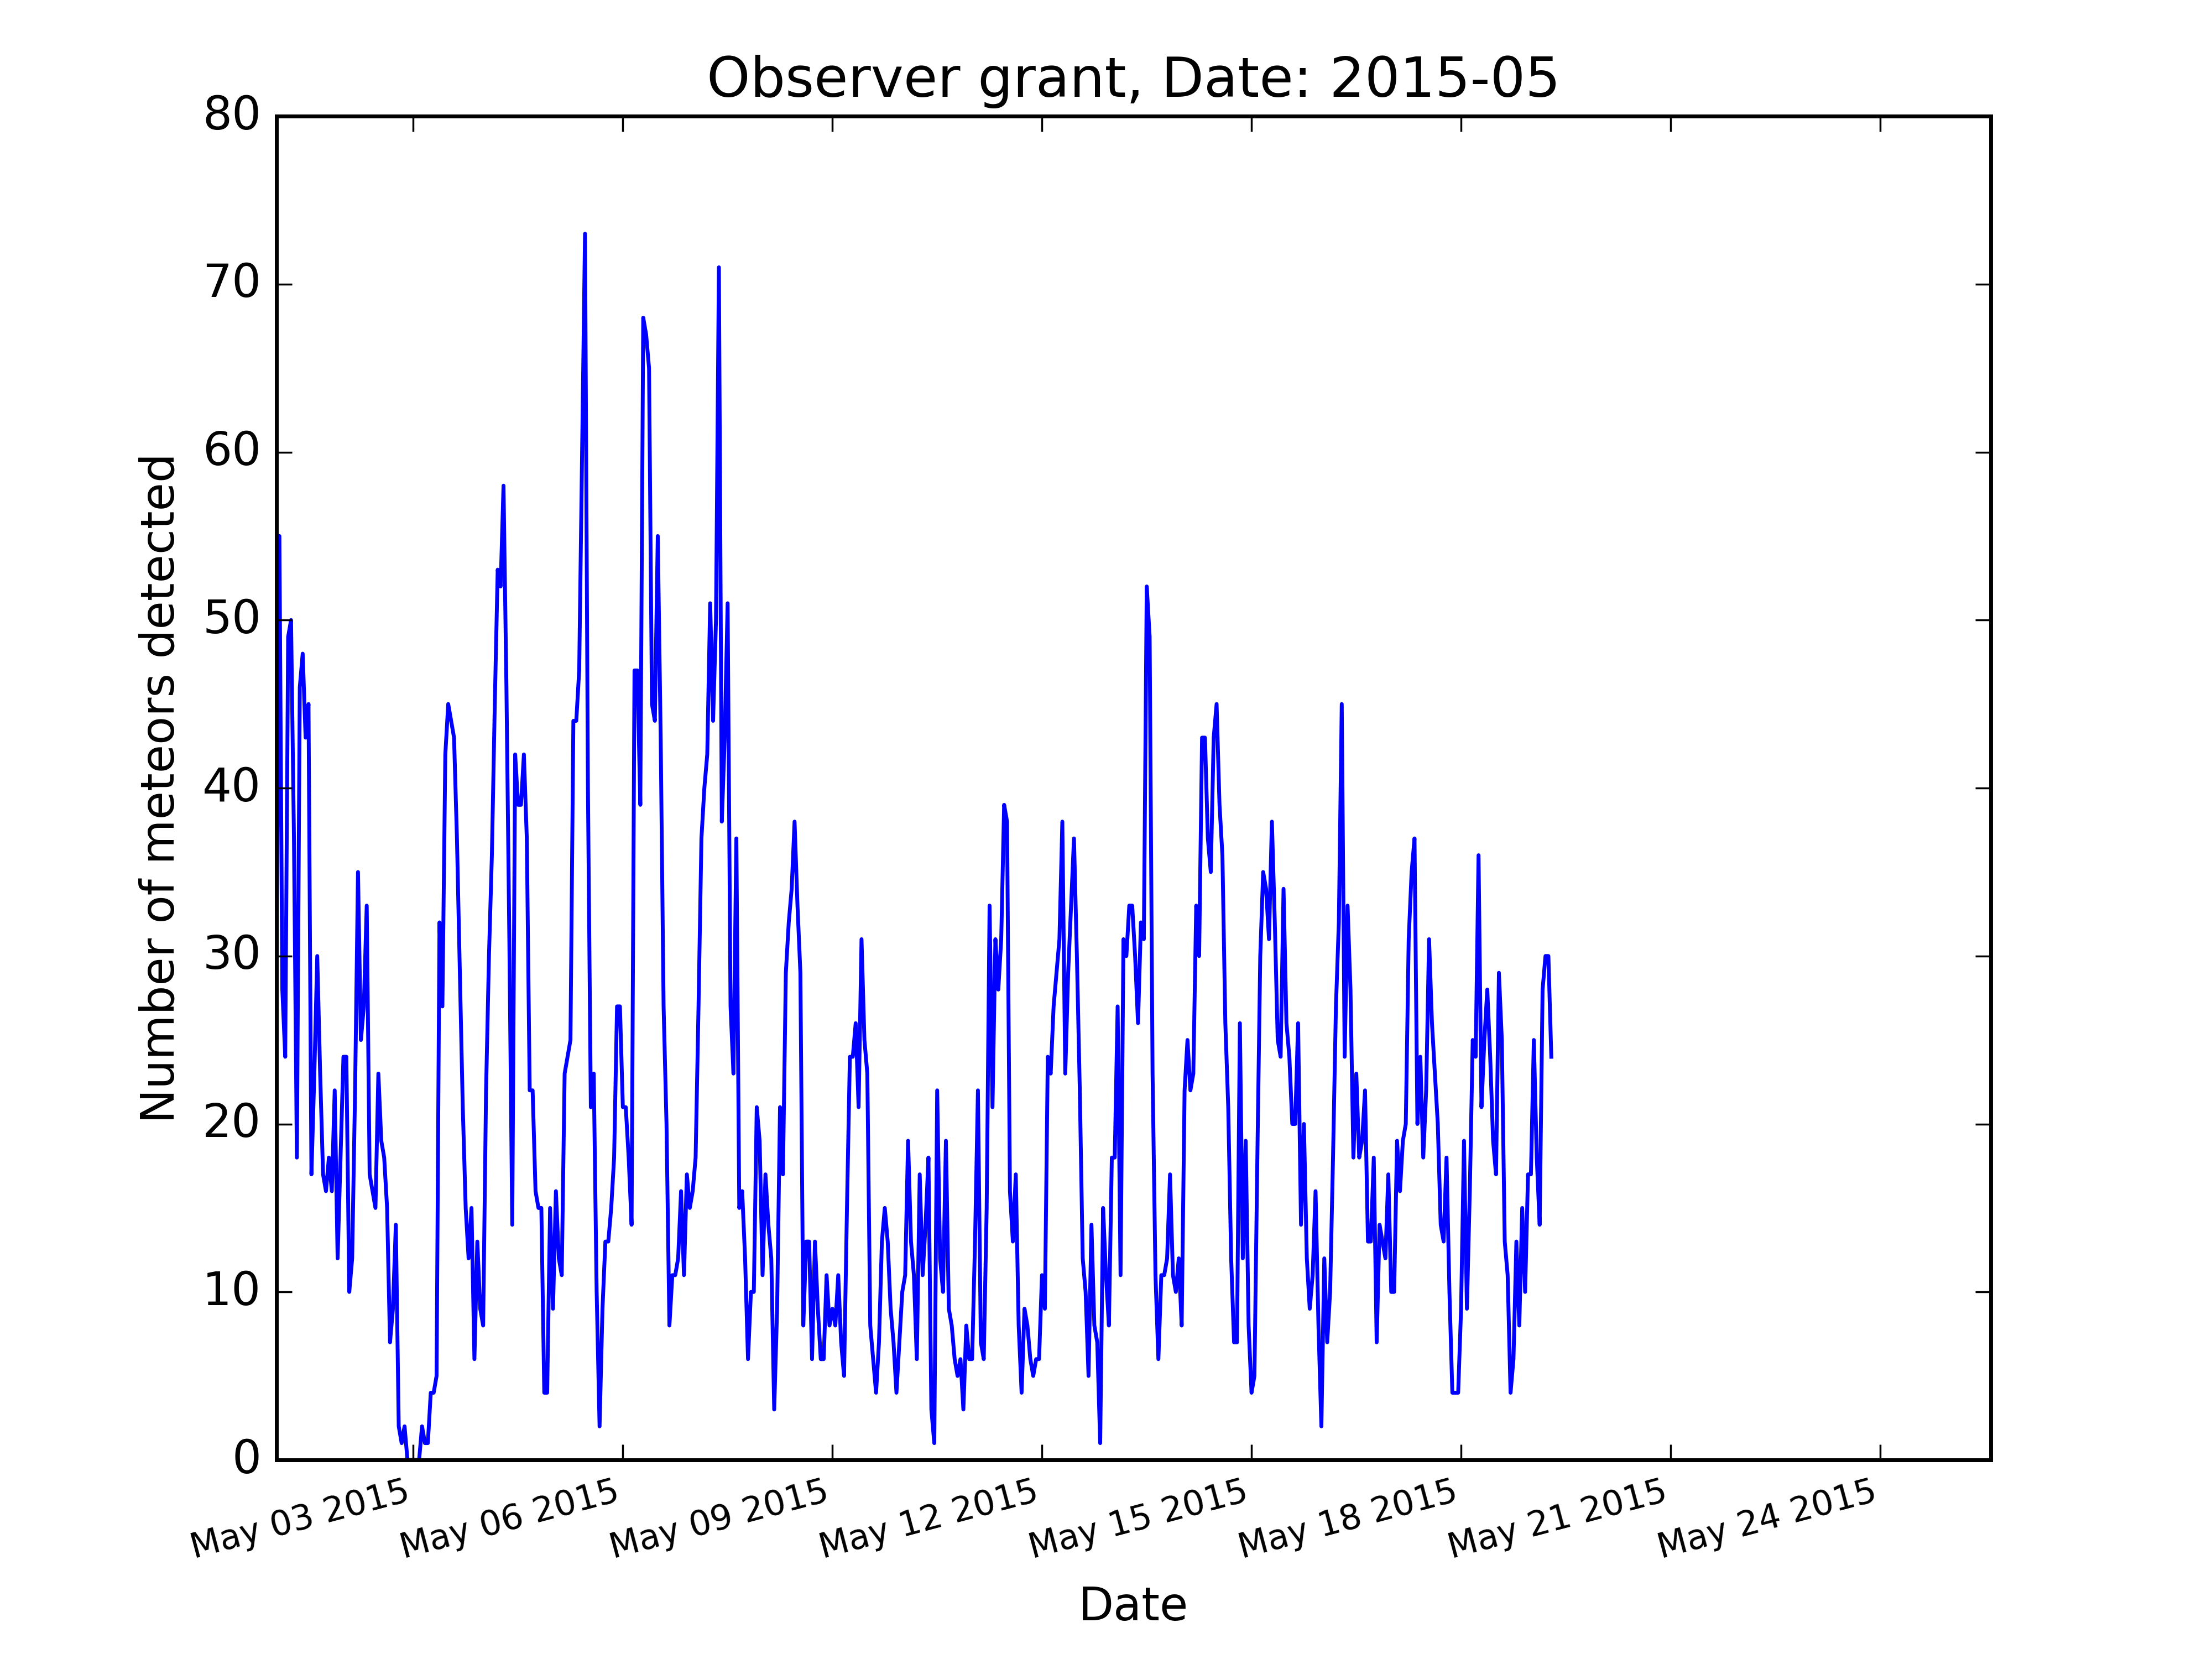 Observer grant, Date: 2015-05
80
70
60
50
40
30
20
10
0
Number of meteors detected
May 03 2015
May 06 2015
May 09 2015
May 12 2015
May 15 2015
May 18 2015
May 21 2015
May 24 2015
Date